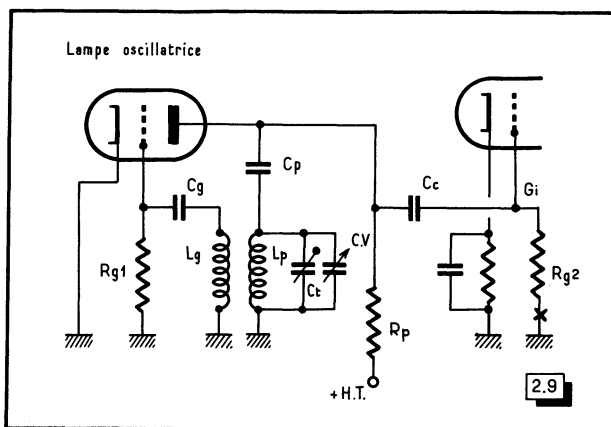 Lampe oscillatrice
Cg
Cp
Cc
Gi
Rg1
Lg
Lp
Ct
C.V
Rp
Rg2
+H.T.
2.9